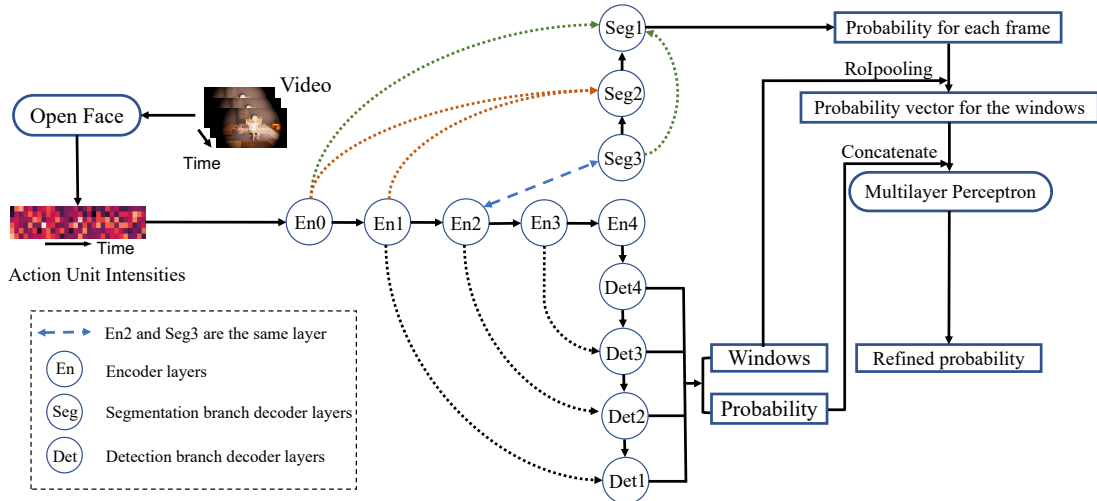 Seg1
Probability for each frame
RoIpooling
Video
Open Face
Seg2
Probability vector for the windows
Time
Seg3
Concatenate
Multilayer Perceptron
En0
En1
En2
En3
En4
Time
Action Unit Intensities
Det4
En2 and Seg3 are the same layer
Det3
Windows
Refined probability
En
Encoder layers
Seg
Segmentation branch decoder layers
Det2
Probability
Det
Detection branch decoder layers
Det1